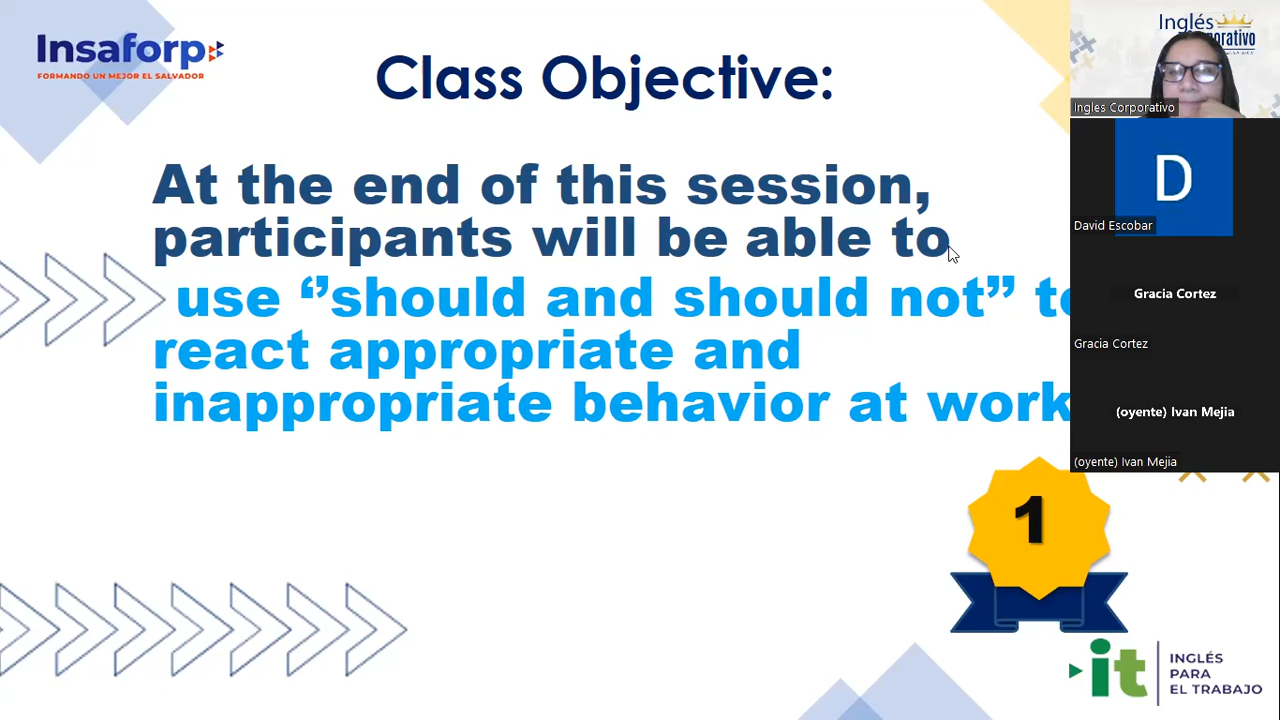 Insaforp
FORMANDO UN MEJOR EL SALVADOR
Class Objective:
At the end of this session,
participants will be able to
use ‘’should and should not’’ to
react appropriate and
inappropriate behavior at work
1
INGLÉS
PARA
EL TRABAJO
it
Inglés
Ingles Corporativo
D
David Escobar
Gracia Cortez
Gracia Cortez
(oyente) Ivan Mejia
(oyente) Ivan Mejia